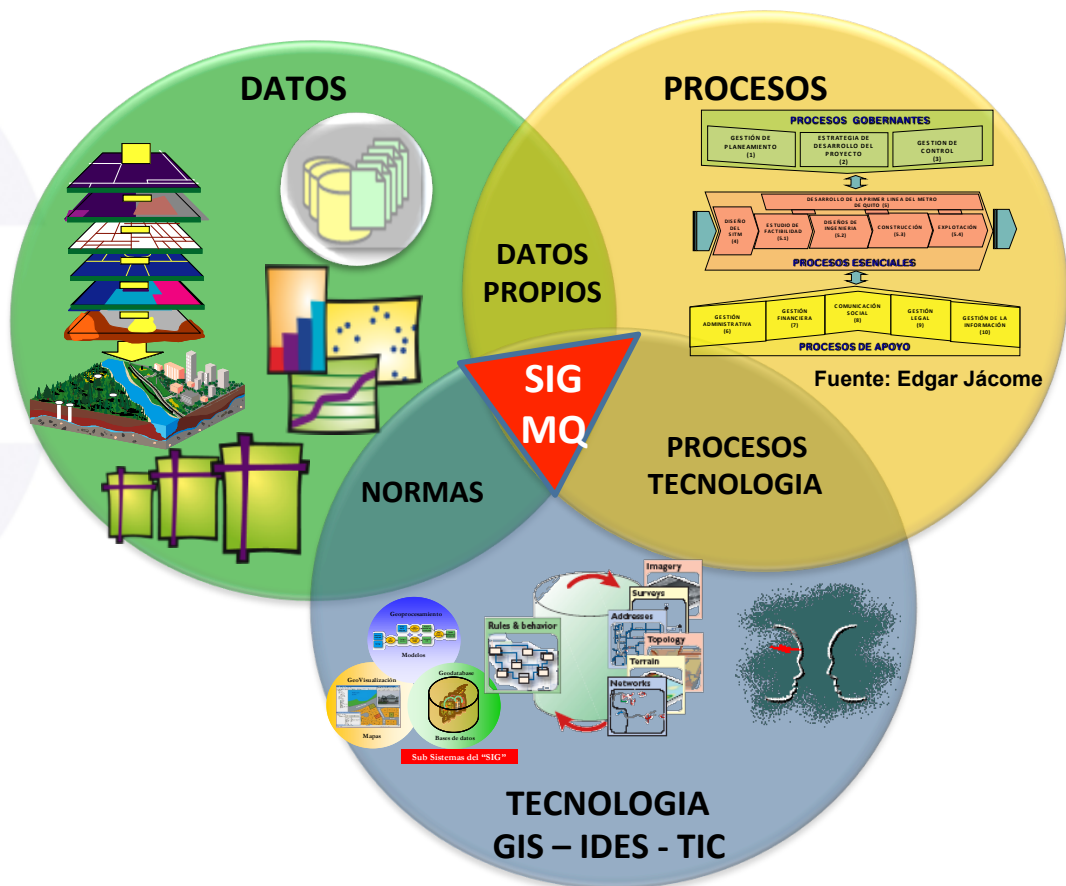 DATOS
PROCESOS
PROCESOS GOBERNANTES
GESTIÓN DE
PLANEAMIENTO
(1)
ESTRATEGIA DE
DESARROLLO DEL
PROYECTO
(2)
GESTION DE
CONTROL
(3)
DESARROLLO DE LA PRIMER LINEA DEL METRO
DE QUITO (5)
DISEÑO
DEL
SITM
(4)
ESTUDIO DE
FACTIBILIDAD
(5.1)
DISEÑOS DE
INGENIERIA
(5.2)
CONSTRUCCIÓN
(5.3)
EXPLOTACIÓN
(5.4)
PROCESOS ESENCIALES
GESTIÓN
ADMINISTRATIVA
(6)
GESTIÓN
FINANCIERA
(7)
COMUNICACIÓN
SOCIAL
(8)
GESTIÓN
LEGAL
(9)
GESTIÓN DE LA
INFORMACIÓN
(10)
PROCESOS DE APOYO
Fuente: Edgar Jácome
DATOS
PROPIOS
SIG
MQ
NORMAS
PROCESOS
TECNOLOGIA
Geoprocesamiento
Modelos
GeoVisualización
Mapas
Geodatabase
Bases de datos
Sub Sistemas del “SIG”
Rules & behavior
Imagery
Surveys
Addresses
Topology
Terrain
Networks
TECNOLOGIA
GIS – IDES - TIC